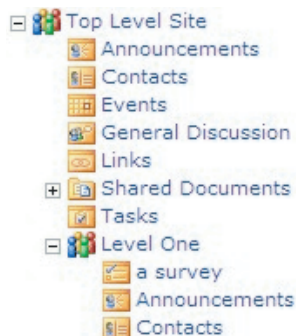 Top Level Site
Announcements
Contacts
Events
General Discussion
Links
Shared Documents
Tasks
Level One
a survey
Announcements
Contacts